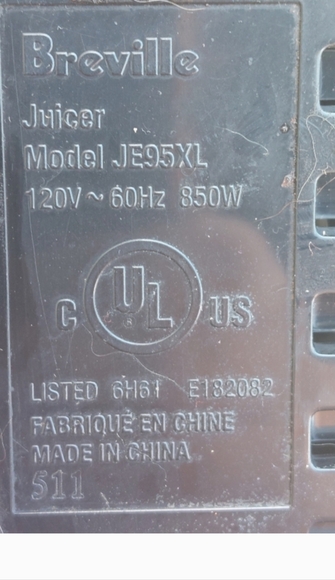 Breville
Juicer
Model JE95XL
120V ~ 60Hz 850W
C UL US
LISTED 6H61 E182082
FABRIQUÉ EN CHINE
MADE IN CHINA
511